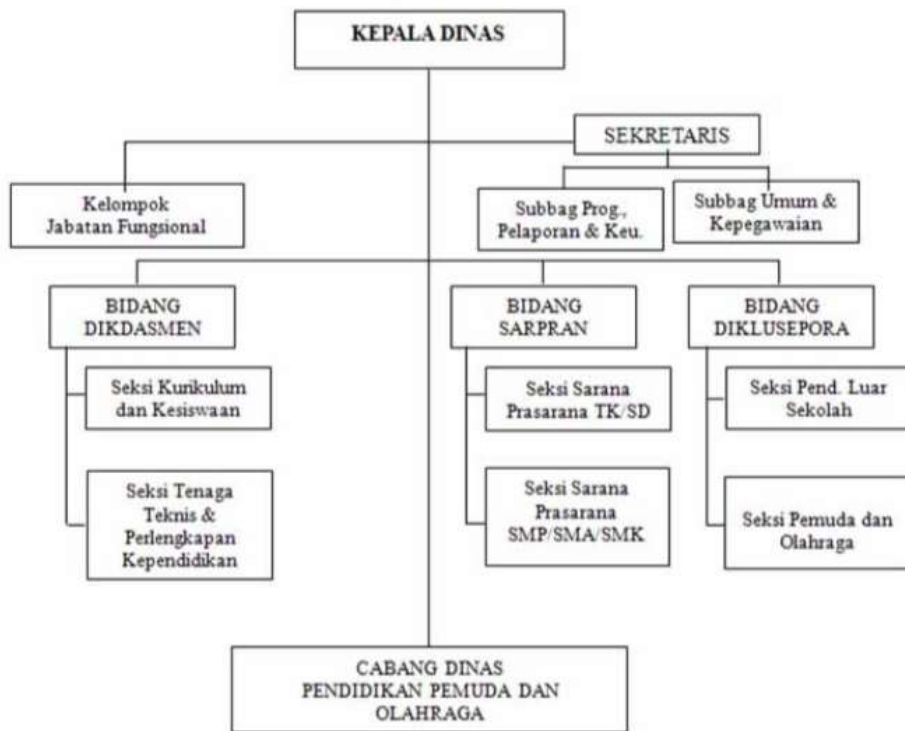 KEPALA DINAS
SEKRETARIS
Kelompok
Jabatan Fungsional
Subbag Prog.,
Pelaporan & Keu.
Subbag Umum &
Kepegawaian
BIDANG
DIKDASMEN
BIDANG
SARPRAN
BIDANG
DIKLUSEPORA
Seksi Kurikulum
dan Kesiswaan
Seksi Sarana
Prasarana TK/SD
Seksi Pend. Luar
Sekolah
Seksi Tenaga
Teknis &
Perlengkapan
Kependidikan
Seksi Sarana
Prasarana
SMP/SMA/SMK
Seksi Pemuda dan
Olahraga
CABANG DINAS
PENDIDIKAN PEMUDA DAN
OLAHRAGA